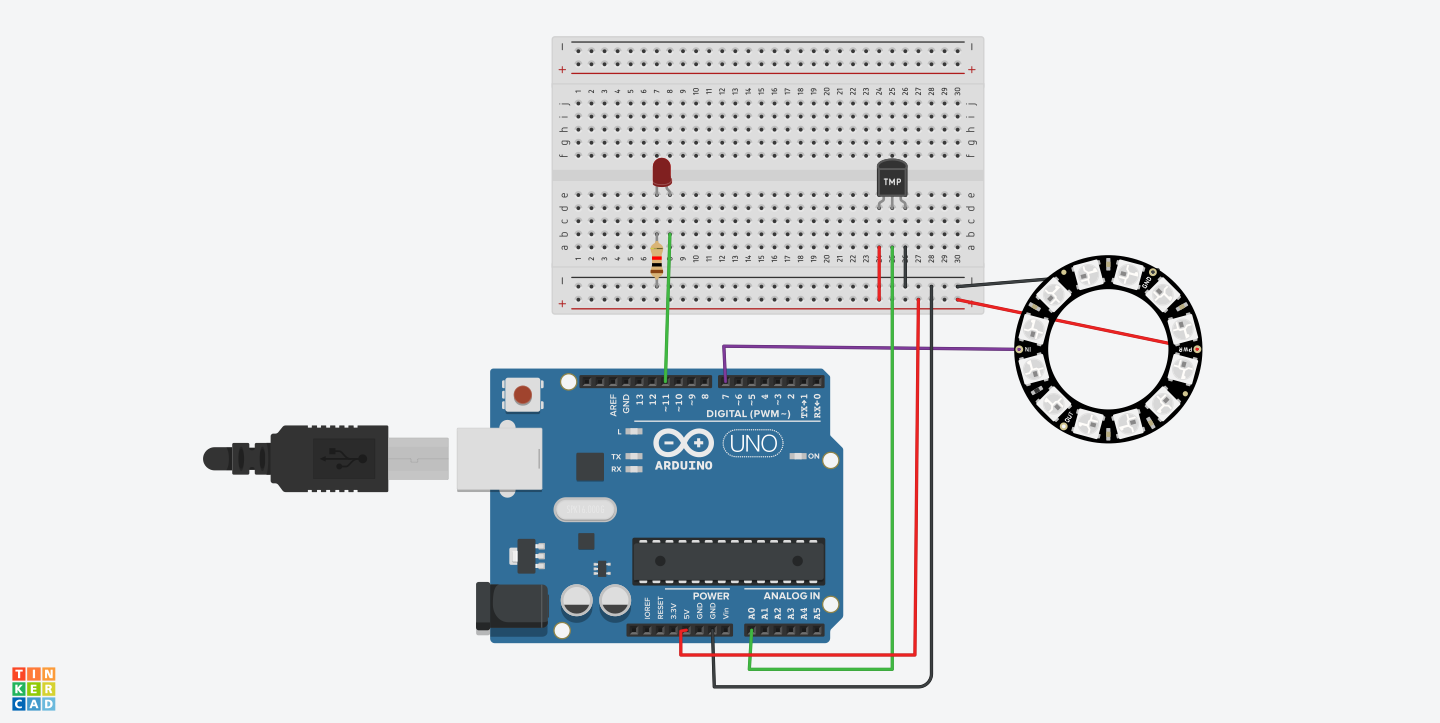 − −
+ +
1 2 3 4 5 6 7 8 9 10 11 12 13 14 15 16 17 18 19 20 21 22 23 24 25 26 27 28 29 30
j j
i i
h h
g g
f f
TMP
e e
d d
c c
b b
a a
1 2 3 4 5 6 7 8 9 10 11 12 13 14 15 16 17 18 19 20 21 22 23 24 25 26 27 28 29 30
− −
+ +
GND
IN
PWR
OUT
AREF GND 13 12 ~11 ~10 ~9 8 7 ~6 ~5 4 ~3 2 TX→1 RX←0
DIGITAL (PWM~)
L
TX
RX
ARDUINO
UNO
ON
POWER
ANALOG IN
IOREF RESET 3.3V 5V GND GND Vin A0 A1 A2 A3 A4 A5
TIN
KER
CAD